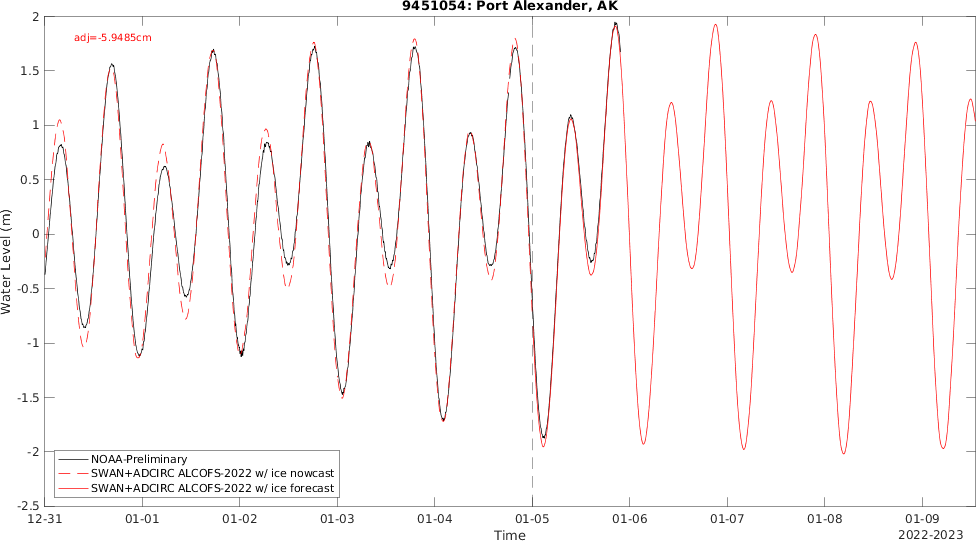 9451054: Port Alexander, AK
adj=-5.9485cm
2
1.5
1
0.5
0
-0.5
-1
-1.5
-2
-2.5
Water Level (m)
NOAA-Preliminary
SWAN+ADCIRC ALCOFS-2022 w/ ice nowcast
SWAN+ADCIRC ALCOFS-2022 w/ ice forecast
12-31 01-01 01-02 01-03 01-04 01-05 01-06 01-07 01-08 01-09
Time
2022-2023